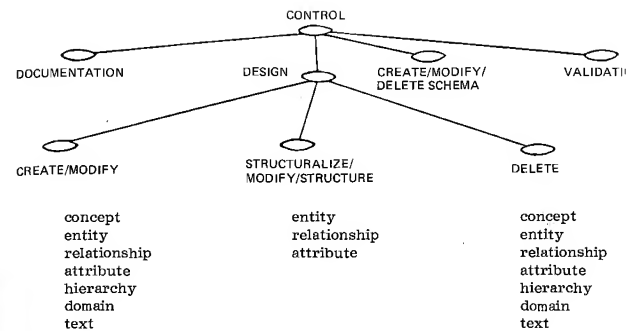 CONTROL
DOCUMENTATION
DESIGN
CREATE/MODIFY/
DELETE SCHEMA
VALIDATI
CREATE/MODIFY
STRUCTURALIZE/
MODIFY/STRUCTURE
DELETE
concept
entity
relationship
attribute
hierarchy
domain
text
entity
relationship
attribute
concept
entity
relationship
attribute
hierarchy
domain
text